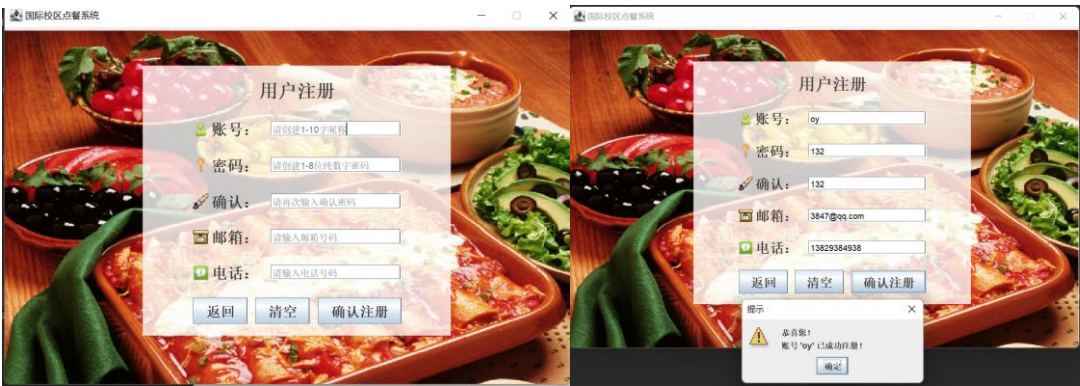 国际校区点餐系统
用户注册
账号： 请创建1-10字昵称
密码： 请创建1-8位纯数字密码
确认： 请再次输入确认密码
邮箱： 请输入邮箱号码
电话： 请输入电话号码
返回 清空 确认注册
国际校区点餐系统
用户注册
账号： oy
密码： 132
确认： 132
邮箱： 3847@qq.com
电话： 13829384938
返回 清空 确认注册
提示
恭喜您！
账号 'oy' 已成功注册！
确定